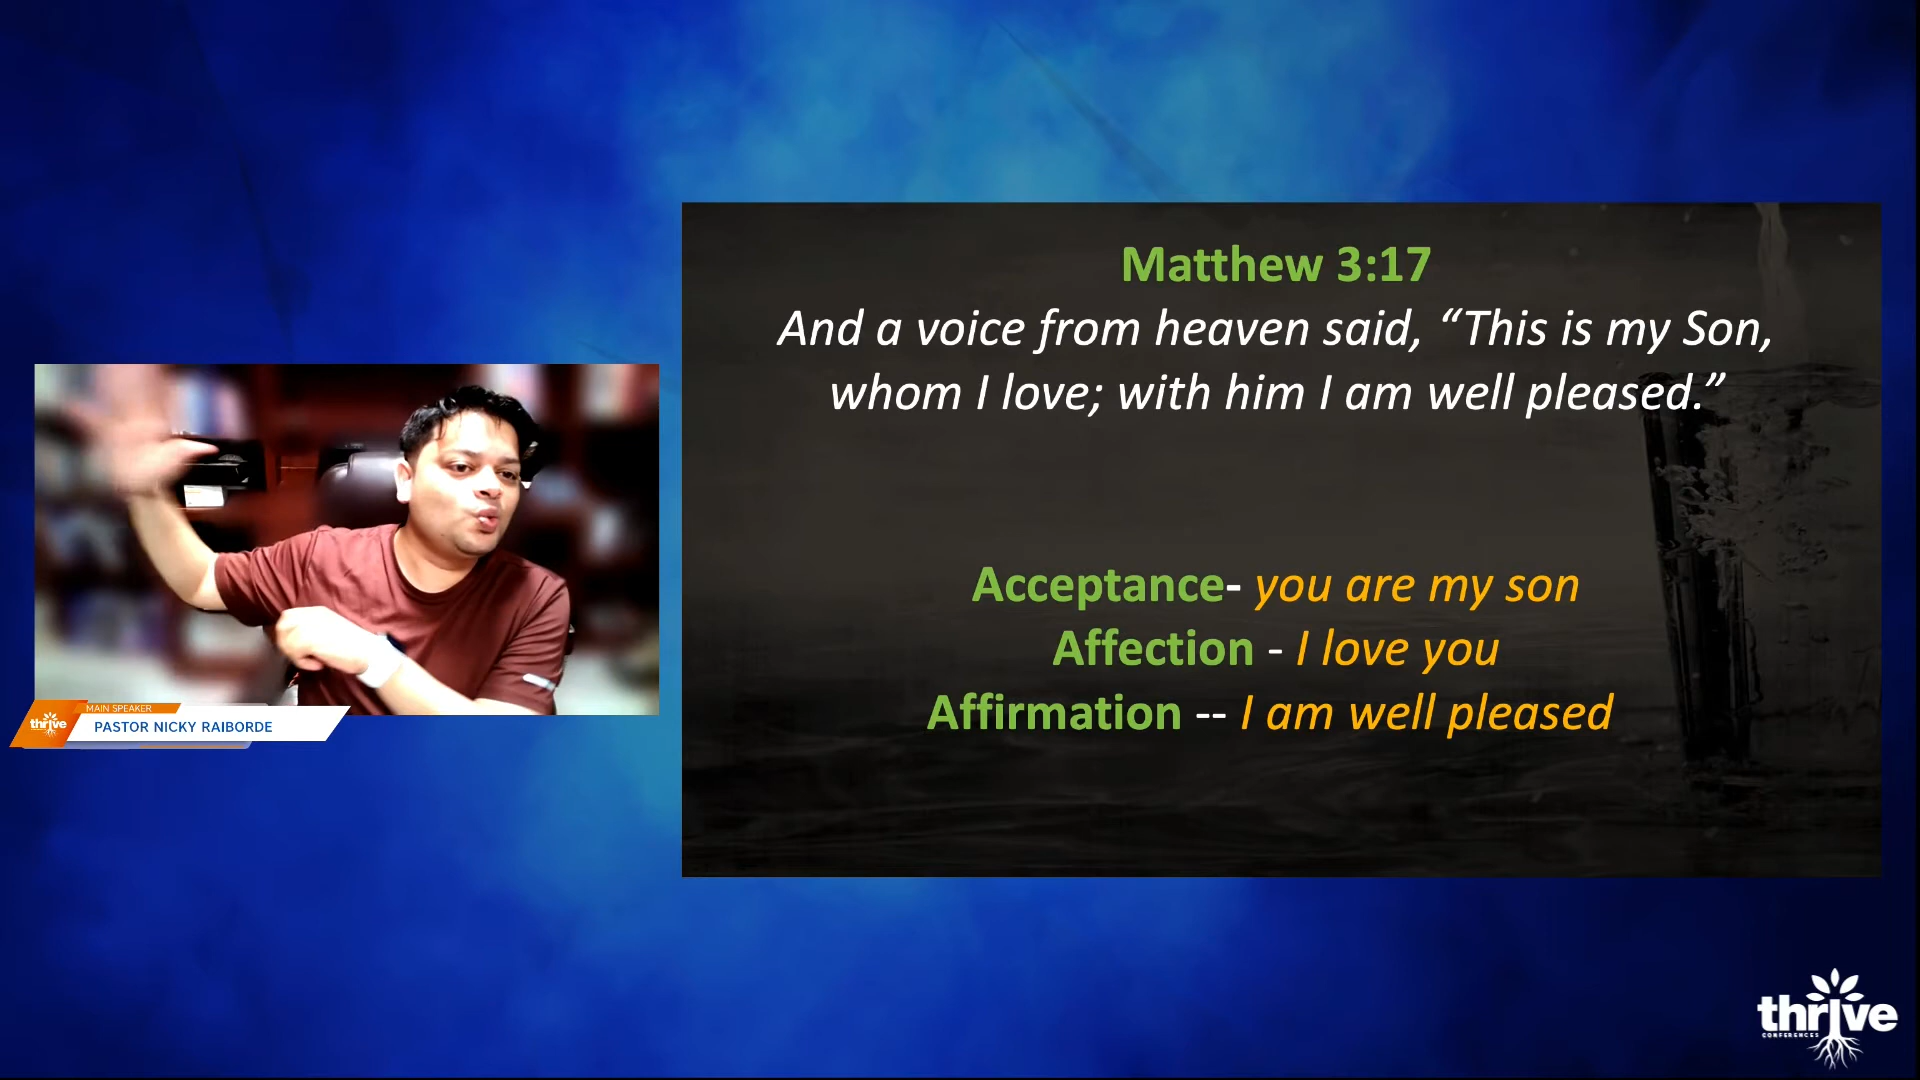 Matthew 3:17
And a voice from heaven said, “This is my Son,
whom I love; with him I am well pleased.”
Acceptance- you are my son
Affection - I love you
Affirmation -- I am well pleased
thrive
MAIN SPEAKER
PASTOR NICKY RAIBORDE
thrive
CONFERENCES